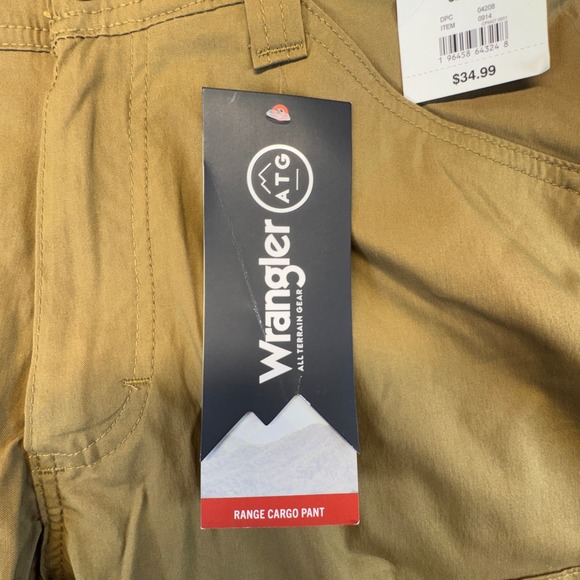 DPC 04208
ITEM 0914
1 96458 64324 8
$34.99
ATG
Wrangler
ALL TERRAIN GEAR
RANGE CARGO PANT